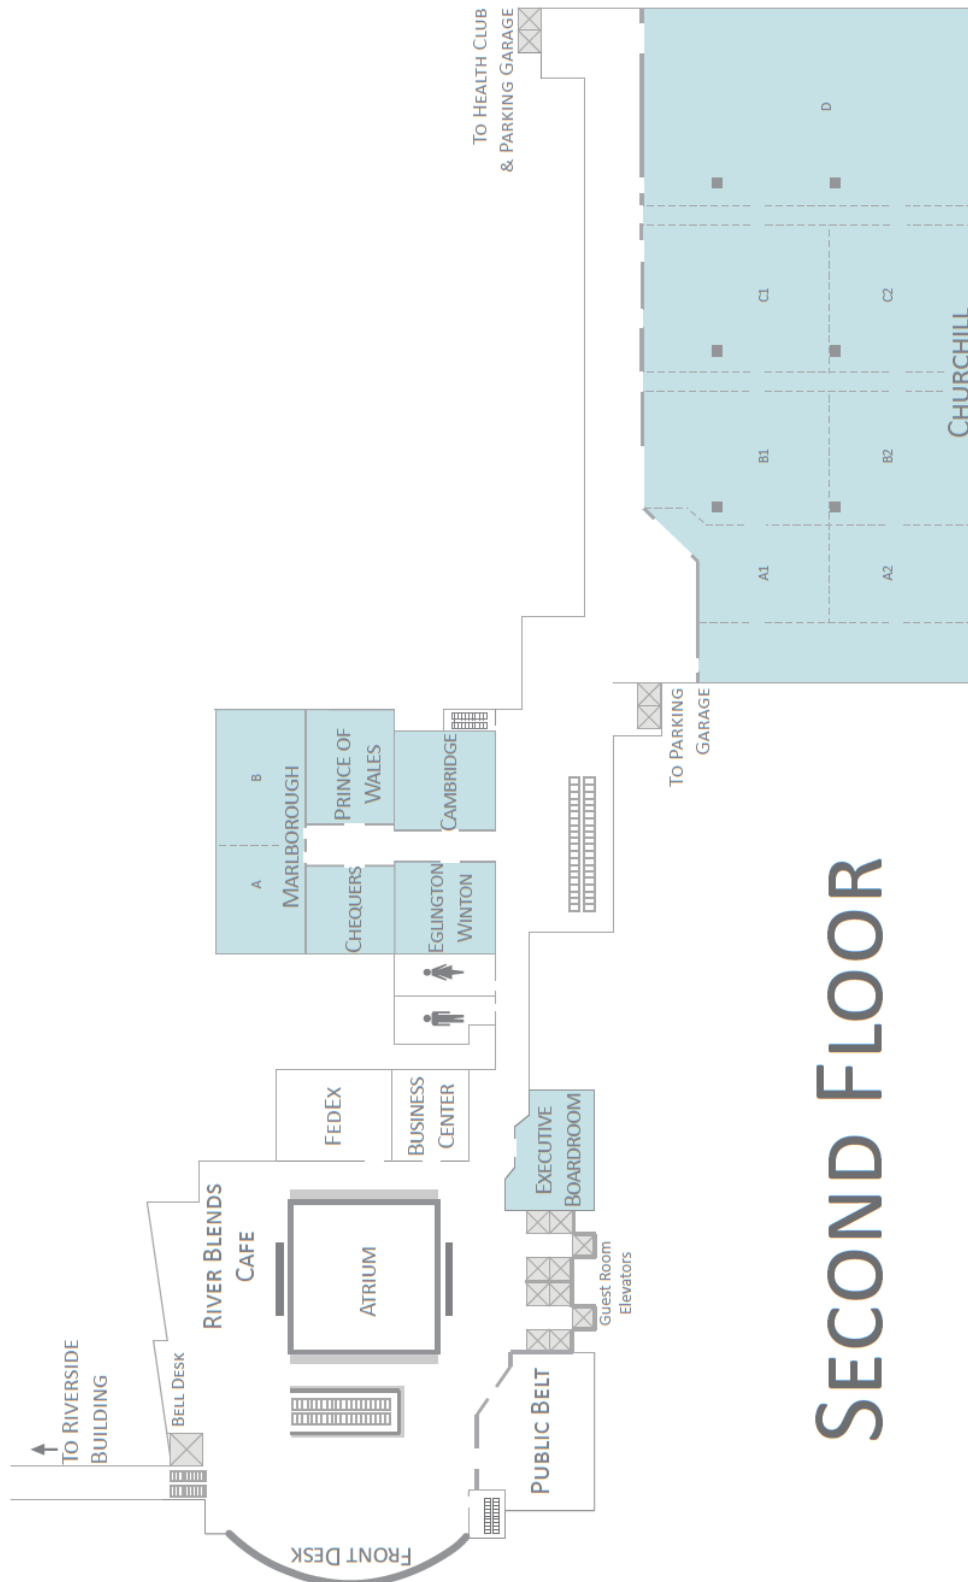 To Health Club
& Parking Garage
D
C1
C2
Churchill
B1
B2
A1
A2
To Parking
Garage
B
A
Marlborough
Prince of
Wales
Cambridge
Chequers
Eglington
Winton
FedEx
Business
Center
Executive
Boardroom
River Blends
Cafe
Atrium
Guest Room
Elevators
To Riverside
Building
Bell Desk
Public Belt
Front Desk
Second Floor